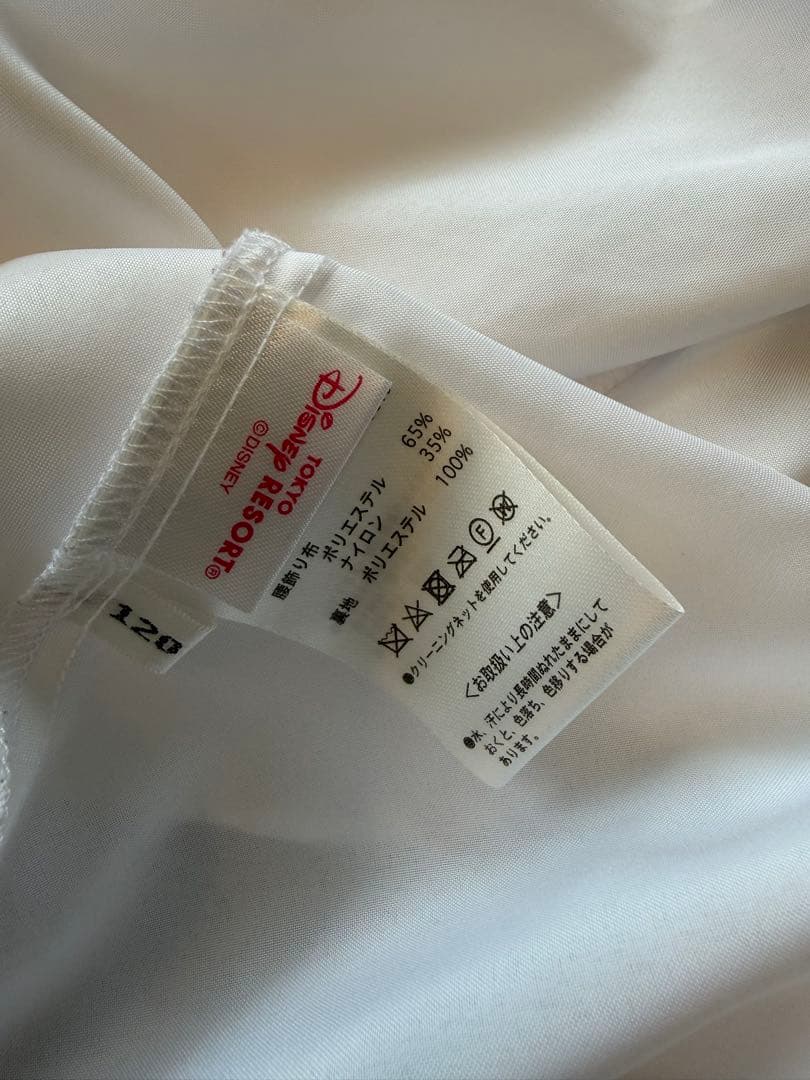 Disney
TOKYO
RESORT®
©DISNEY
120
腰飾り布 ポリエステル 65%
ナイロン 35%
裏地 ポリエステル 100%
F
●クリーニングネットを使用してください。
〈お取扱い上の注意〉
●水、汗により長時間ぬれたままにして
おくと、色落ち、色移りする場合が
あります。